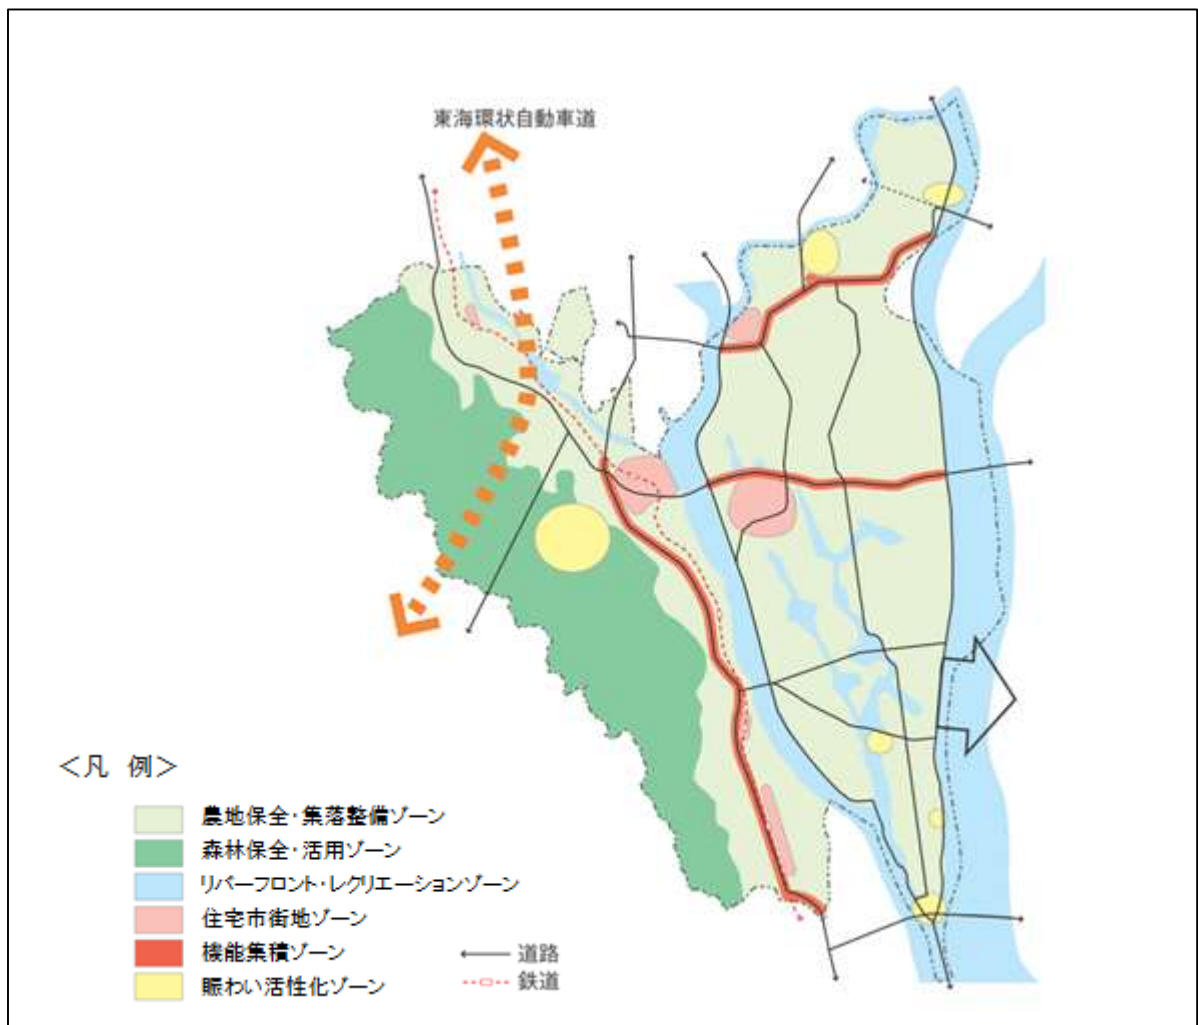 東海環状自動車道
＜凡 例＞
農地保全・集落整備ゾーン
森林保全・活用ゾーン
リバーフロント・レクリエーションゾーン
住宅市街地ゾーン
機能集積ゾーン
賑わい活性化ゾーン
道路
鉄道